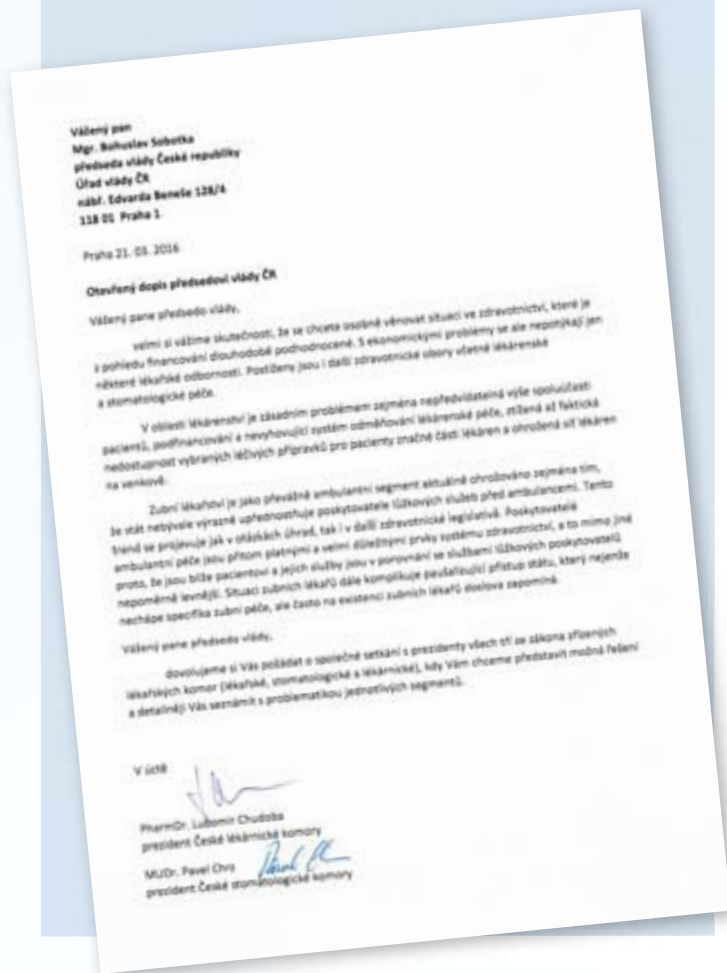 Vážený pan
Mgr. Bohuslav Sobotka
předseda vlády České republiky
Úřad vlády ČR
nábř. Edvarda Beneše 128/4
118 01 Praha 1
Praha 21. 03. 2016
Otevřený dopis předsedovi vlády ČR
Vážený pane předsedo vlády,
velmi si vážíme skutečnosti, že se chcete osobně věnovat situaci ve zdravotnictví, které je
z pohledu financování dlouhodobě podhodnocené. S ekonomickými problémy se ale nepotýkají jen
některé lékařské odbornosti. Postiženy jsou i další zdravotnické obory včetně lékárenské
a stomatologické péče.
V oblasti lékárenství je zásadním problémem zejména nepředvídatelná výše spoluúčasti
pacientů, podfinancování a nevyhovující systém odměňování lékárenské péče, ztížená až faktická
nedostupnost vybraných léčivých přípravků pro pacienty značné části lékáren a ohrožená síť lékáren
na venkově.
Zubní lékařství je jako převážně ambulantní segment aktuálně ohrožováno zejména tím,
že stát nebývale výrazně upřednostňuje poskytovatele lůžkových služeb před ambulancemi. Tento
trend se projevuje jak v otázkách úhrad, tak i v další zdravotnické legislativě. Poskytovatelé
ambulantní péče jsou přitom platnými a velmi důležitými prvky systému zdravotnictví, a to mimo jiné
proto, že jsou blíže pacientovi a jejich služby jsou v porovnání se službami lůžkových poskytovatelů
nepoměrně levnější. Situaci zubních lékařů dále komplikuje paušalizující přístup státu, který nejenže
nechápe specifika zubní péče, ale často na existenci zubních lékařů doslova zapomíná.
Vážený pane předsedo vlády,
dovolujeme si Vás požádat o společné setkání s prezidenty všech tří ze zákona zřízených
lékařských komor (lékařské, stomatologické a lékárnické), kdy Vám chceme představit možná řešení
a detailněji Vás seznámit s problematikou jednotlivých segmentů.
V úctě
PharmDr. Lubomír Chudoba
prezident České lékárnické komory
MUDr. Pavel Chrz
prezident České stomatologické komory